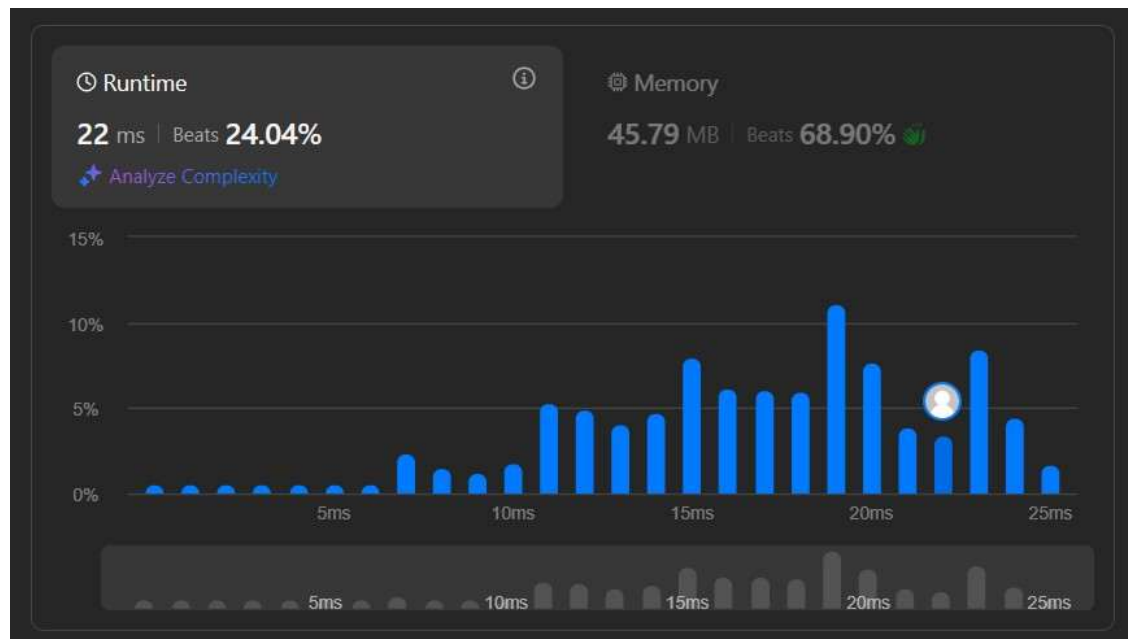 Runtime
22 ms | Beats 24.04%
Analyze Complexity
Memory
45.79 MB | Beats 68.90%
15%
10%
5%
0%
5ms 10ms 15ms 20ms 25ms
5ms 10ms 15ms 20ms 25ms